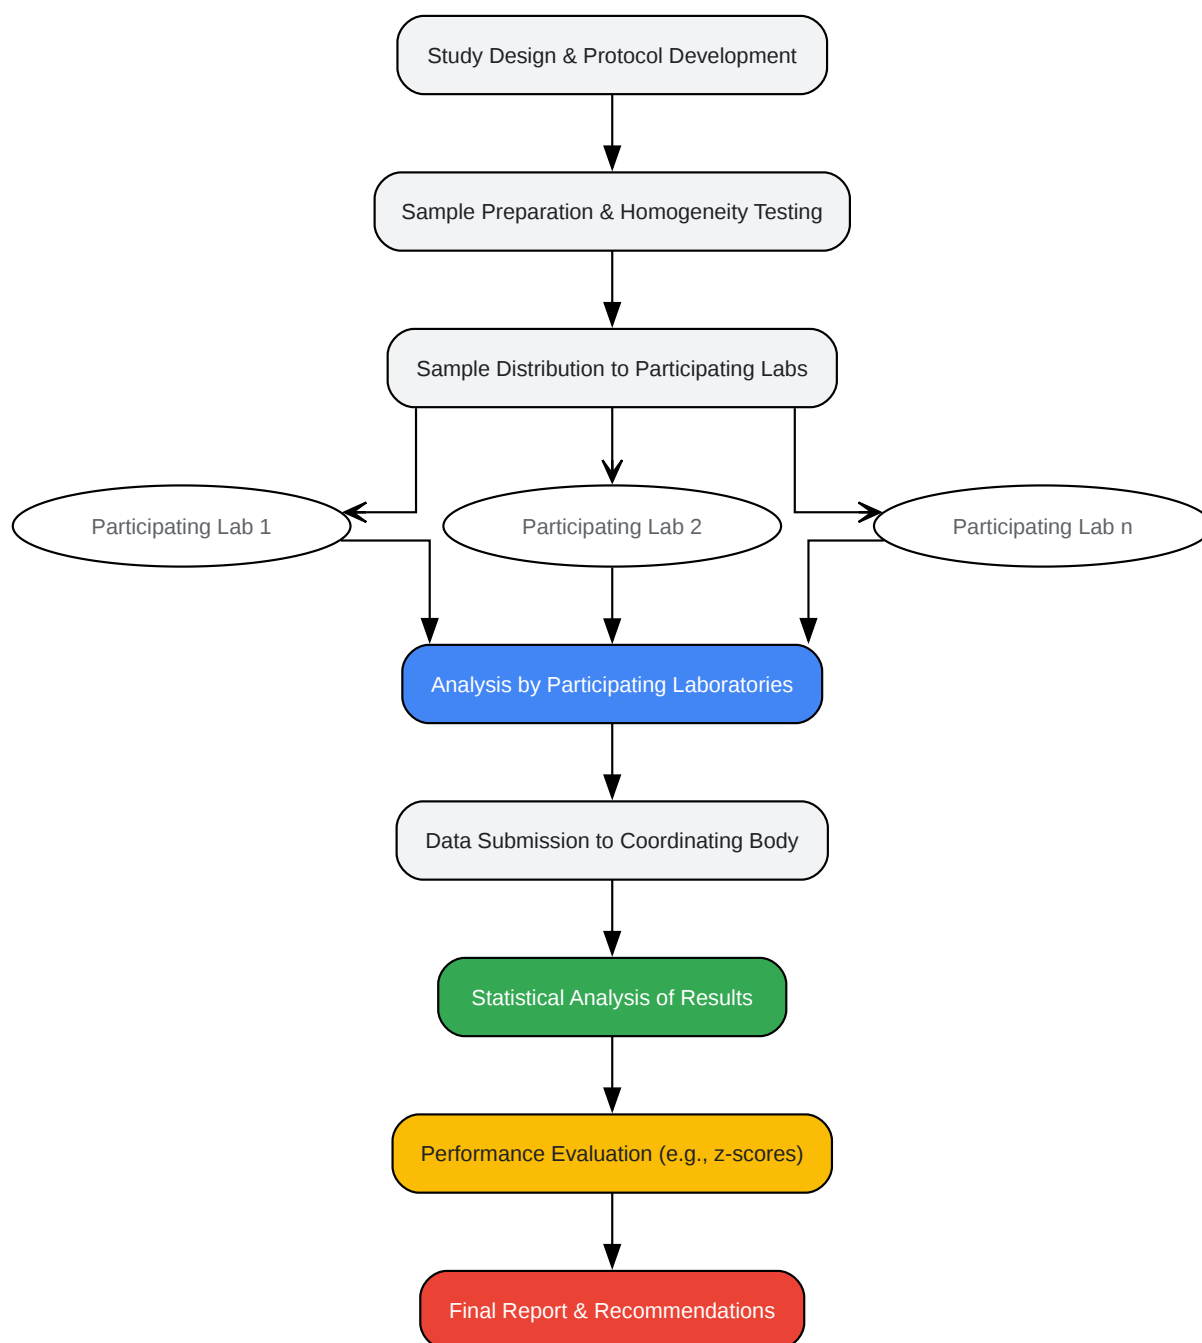 Study Design & Protocol Development
Sample Preparation & Homogeneity Testing
Sample Distribution to Participating Labs
Participating Lab 1
Participating Lab 2
Participating Lab n
Analysis by Participating Laboratories
Data Submission to Coordinating Body
Statistical Analysis of Results
Performance Evaluation (e.g., z-scores)
Final Report & Recommendations